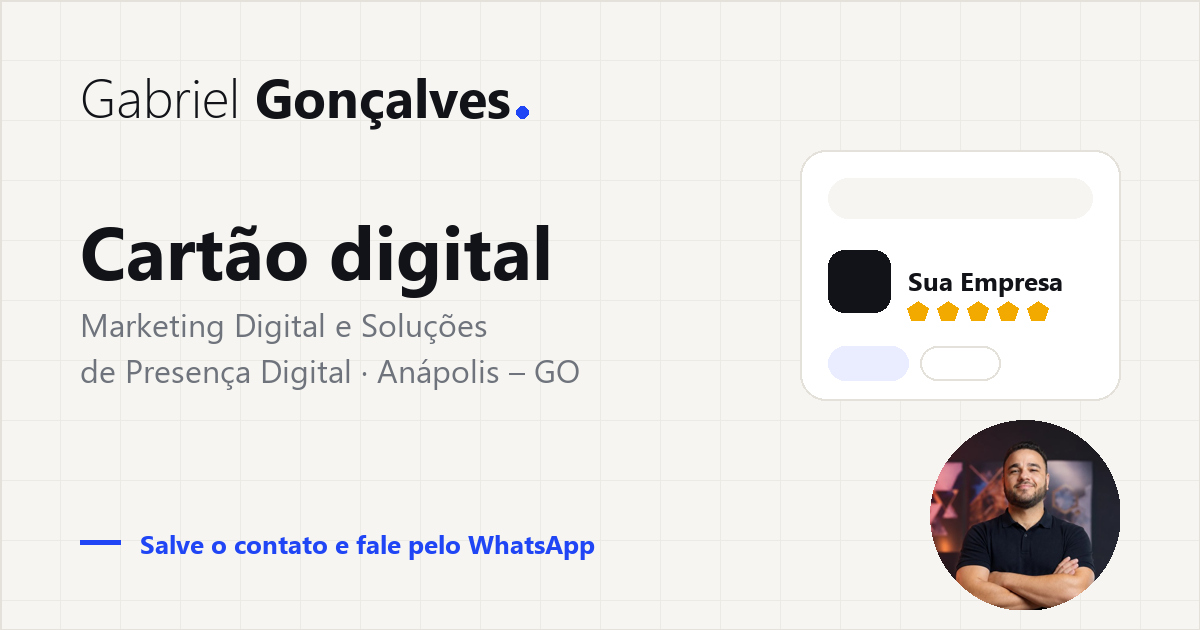 Gabriel Gonçalves.
Cartão digital
Marketing Digital e Soluções
de Presença Digital · Anápolis – GO
Sua Empresa
Salve o contato e fale pelo WhatsApp